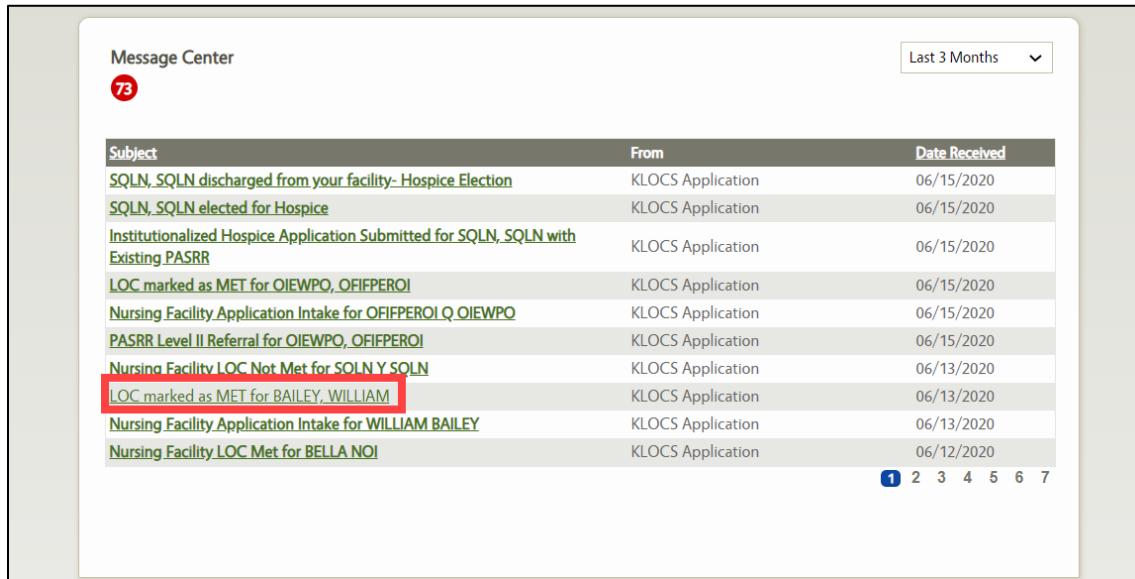 Message Center
Last 3 Months
73
Subject From Date Received
SQLN, SQLN discharged from your facility- Hospice Election KLOCS Application 06/15/2020
SQLN, SQLN elected for Hospice KLOCS Application 06/15/2020
Institutionalized Hospice Application Submitted for SQLN, SQLN with
Existing PASRR KLOCS Application 06/15/2020
LOC marked as MET for OIEWPO, OFIFPEROI KLOCS Application 06/15/2020
Nursing Facility Application Intake for OFIFPEROI Q OIEWPO KLOCS Application 06/15/2020
PASRR Level II Referral for OIEWPO, OFIFPEROI KLOCS Application 06/15/2020
Nursing Facility LOC Not Met for SQLN Y SQLN KLOCS Application 06/13/2020
LOC marked as MET for BAILEY, WILLIAM KLOCS Application 06/13/2020
Nursing Facility Application Intake for WILLIAM BAILEY KLOCS Application 06/13/2020
Nursing Facility LOC Met for BELLA NOI KLOCS Application 06/12/2020
1 2 3 4 5 6 7